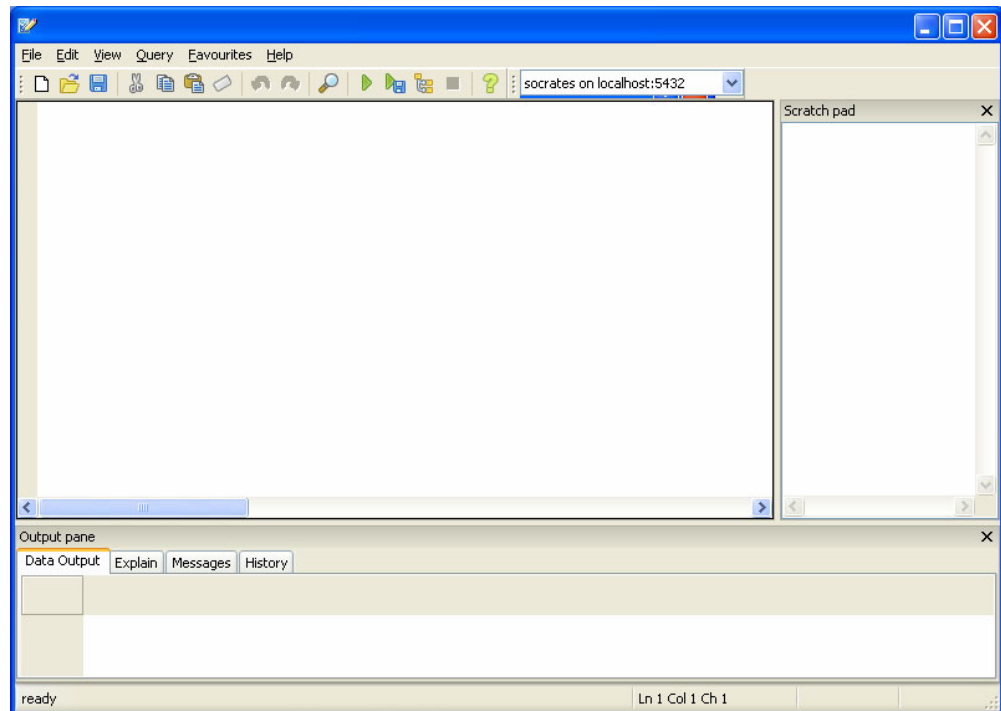 File Edit View Query Favourites Help
socrates on localhost:5432
Scratch pad
Output pane
Data Output Explain Messages History
ready Ln 1 Col 1 Ch 1